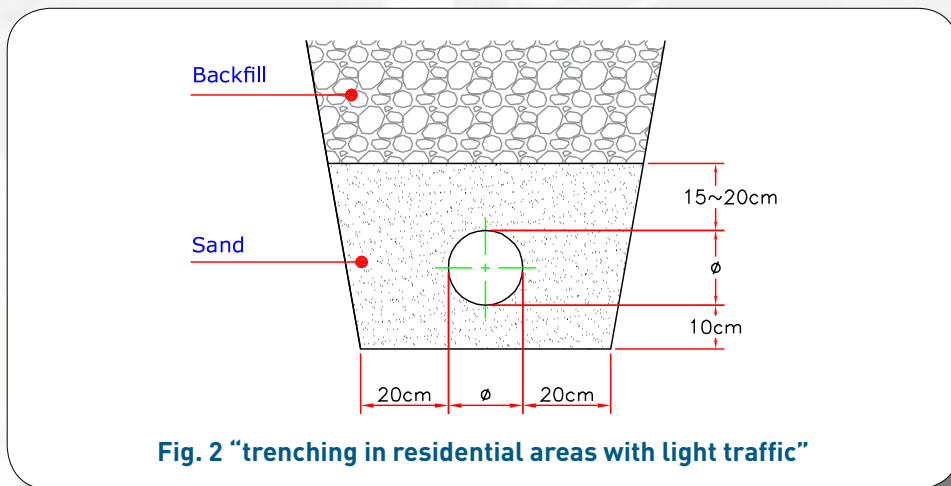 Backfill
15~20cm
Sand
ø
10cm
20cm ø 20cm
Fig. 2 “trenching in residential areas with light traffic”